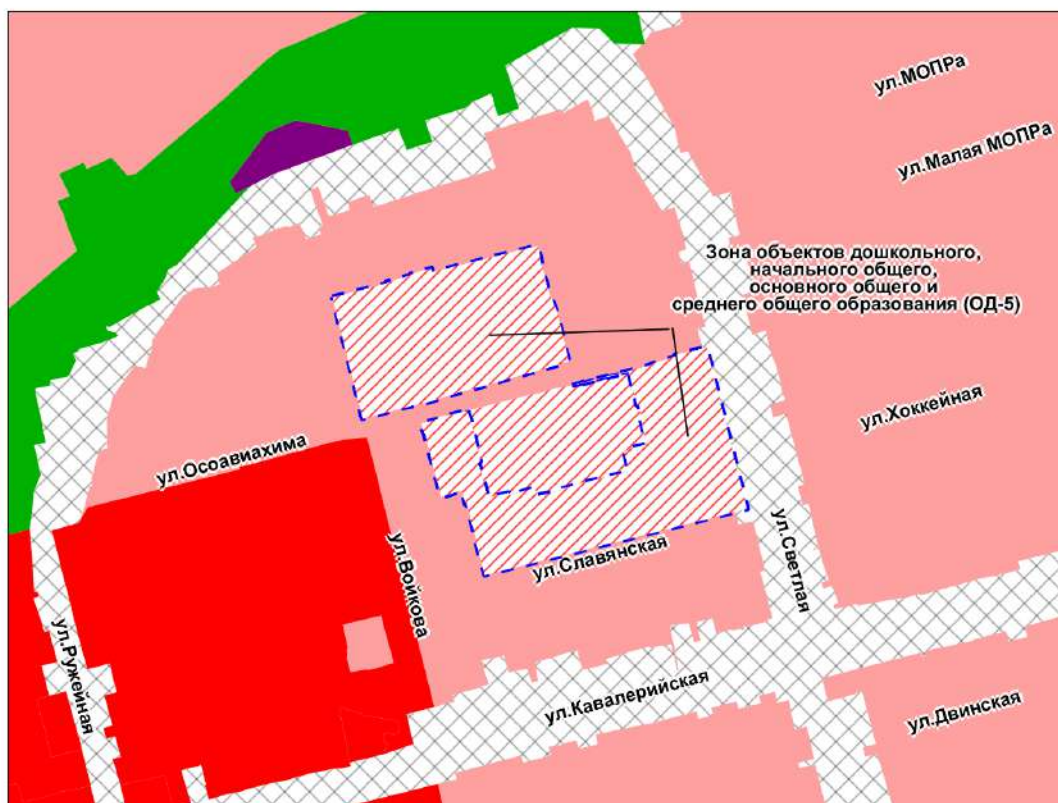 ул.МОПРа
ул.Малая МОПРа
Зона объектов дошкольного,
начального общего,
основного общего и
среднего общего образования (ОД-5)
ул.Хоккейная
ул.Осоавиахима
ул.Войкова
ул.Славянская
ул.Светлая
ул.Ружейная
ул.Кавалерийская
ул.Двинская